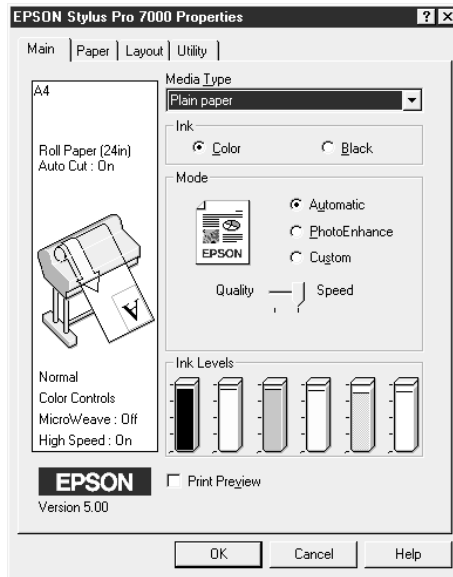 EPSON Stylus Pro 7000 Properties
Main Paper Layout Utility
A4
Roll Paper (24in)
Auto Cut : On
A
Normal
Color Controls
MicroWeave : Off
High Speed : On
EPSON
Version 5.00
Media Type
Plain paper
Ink
Color Black
Mode
EPSON
Automatic
PhotoEnhance
Custom
Quality Speed
Ink Levels
Print Preview
OK Cancel Help